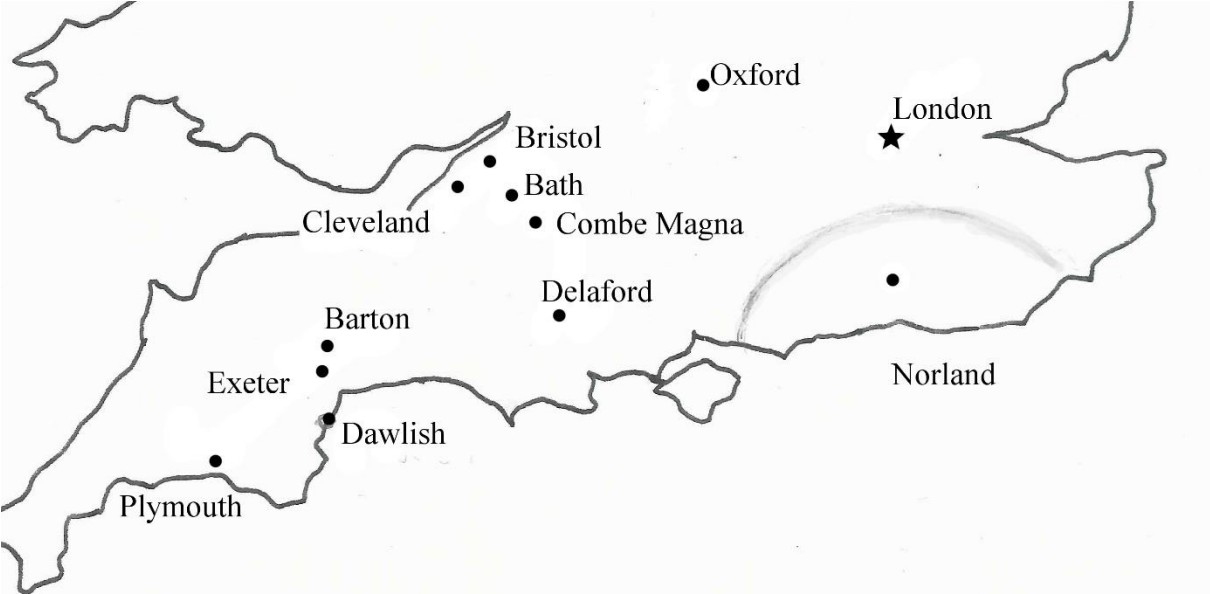 Oxford
London
Bristol
Bath
Cleveland
Combe Magna
Delaford
Barton
Exeter
Norland
Dawlish
Plymouth